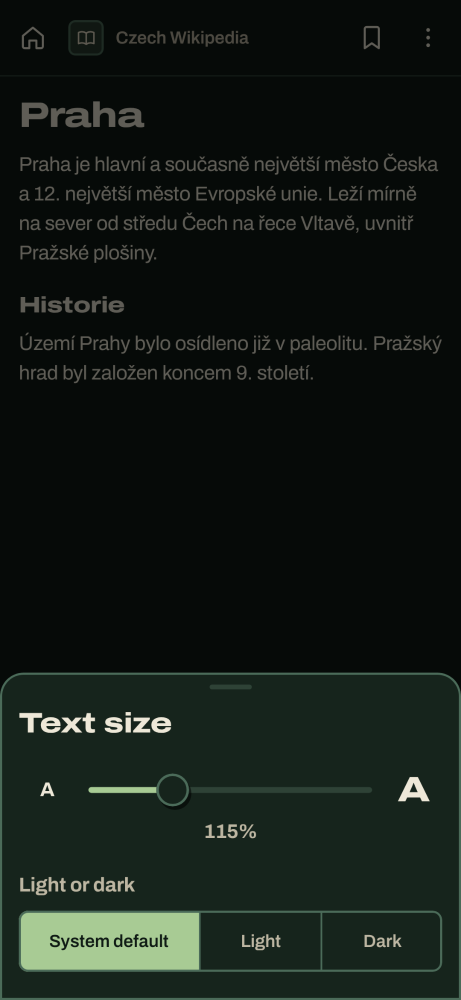 Czech Wikipedia
Praha
Praha je hlavní a současně největší město Česka
a 12. největší město Evropské unie. Leží mírně
na sever od středu Čech na řece Vltavě, uvnitř
Pražské plošiny.
Historie
Území Prahy bylo osídleno již v paleolitu. Pražský
hrad byl založen koncem 9. století.
Text size
A A
115%
Light or dark
System default Light Dark